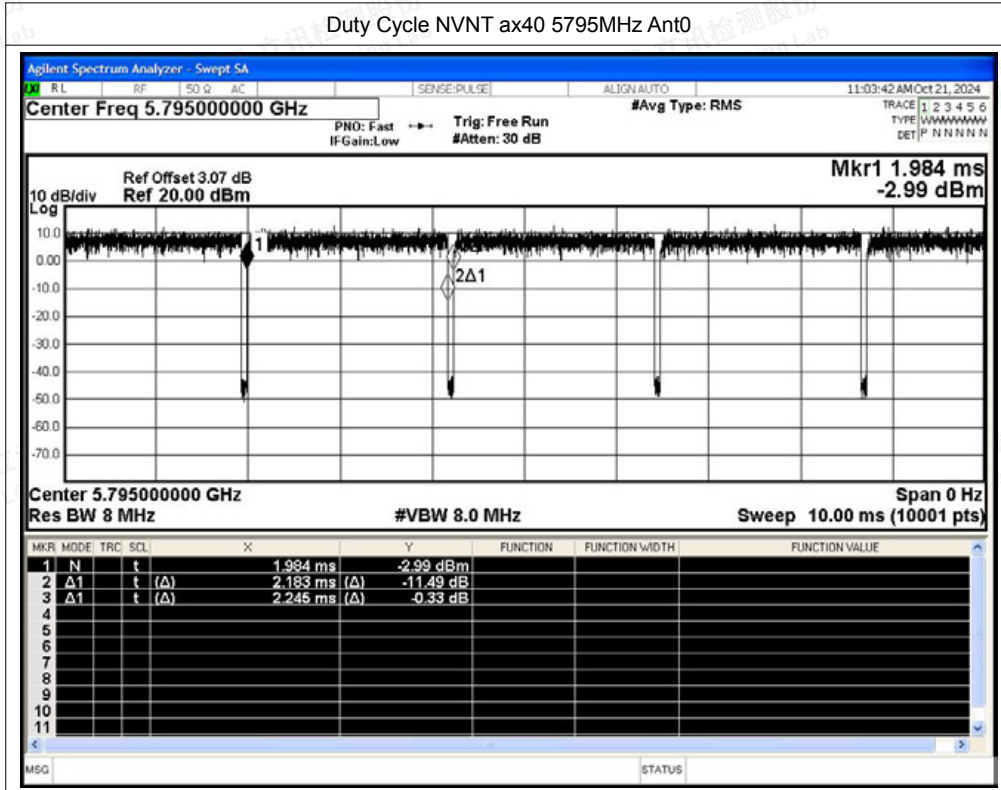 Duty Cycle NVNT ax40 5795MHz Ant0
Agilent Spectrum Analyzer - Swept SA
RL RF 50 Ω AC SENSE:PULSE ALIGN AUTO 11:03:42 AM Oct 21, 2024
Center Freq 5.795000000 GHz #Avg Type: RMS TRACE 1 2 3 4 5 6
PNO: Fast Trig: Free Run TYPE WWWWWW
IFGain:Low #Atten: 30 dB DET P N N N N N
Mkr1 1.984 ms
Ref Offset 3.07 dB
10 dB/div Ref 20.00 dBm -2.99 dBm
Log
10.0
1
0.00
2Δ1
-10.0
-20.0
-30.0
-40.0
-50.0
-60.0
-70.0
Center 5.795000000 GHz Span 0 Hz
Res BW 8 MHz #VBW 8.0 MHz Sweep 10.00 ms (10001 pts)
MKR MODE TRC SCL X Y FUNCTION FUNCTION WIDTH FUNCTION VALUE
1 N t 1.984 ms -2.99 dBm
2 Δ1 t (Δ) 2.183 ms (Δ) -11.49 dB
3 Δ1 t (Δ) 2.245 ms (Δ) -0.33 dB
4
5
6
7
8
9
10
11
MSG STATUS